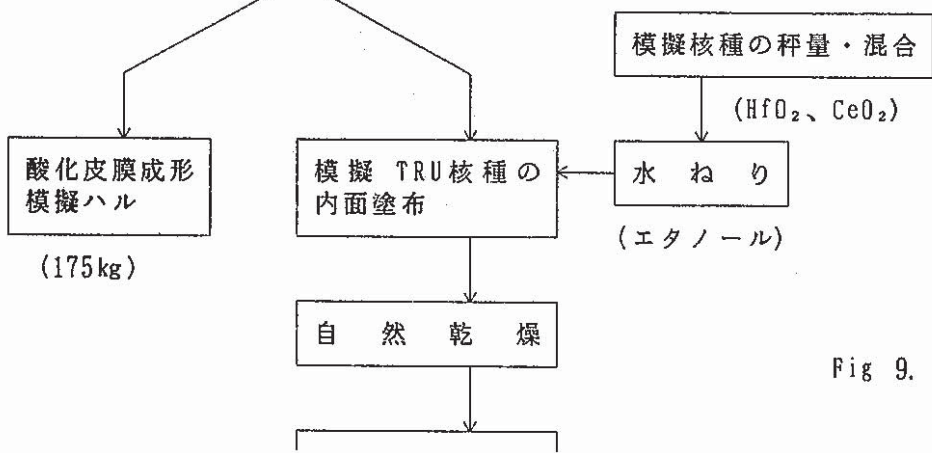 模擬核種の秤量・混合
(HfO₂、CeO₂)
酸化皮膜成形
模擬ハル
(175kg)
模擬 TRU核種の
内面塗布
水ねり
(エタノール)
自然乾燥
Fig 9.